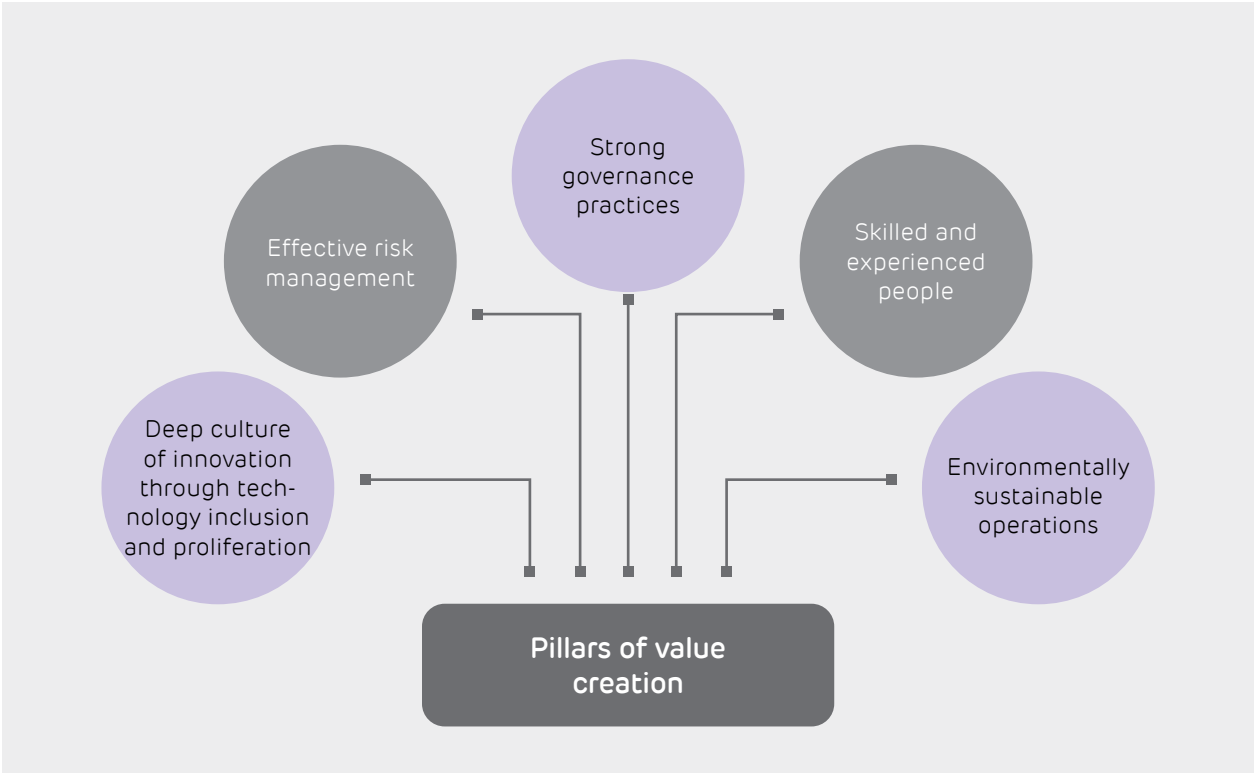 Strong
governance
practices
Effective risk
management
Skilled and
experienced
people
Deep culture
of innovation
through tech-
nology inclusion
and proliferation
Environmentally
sustainable
operations
Pillars of value
creation